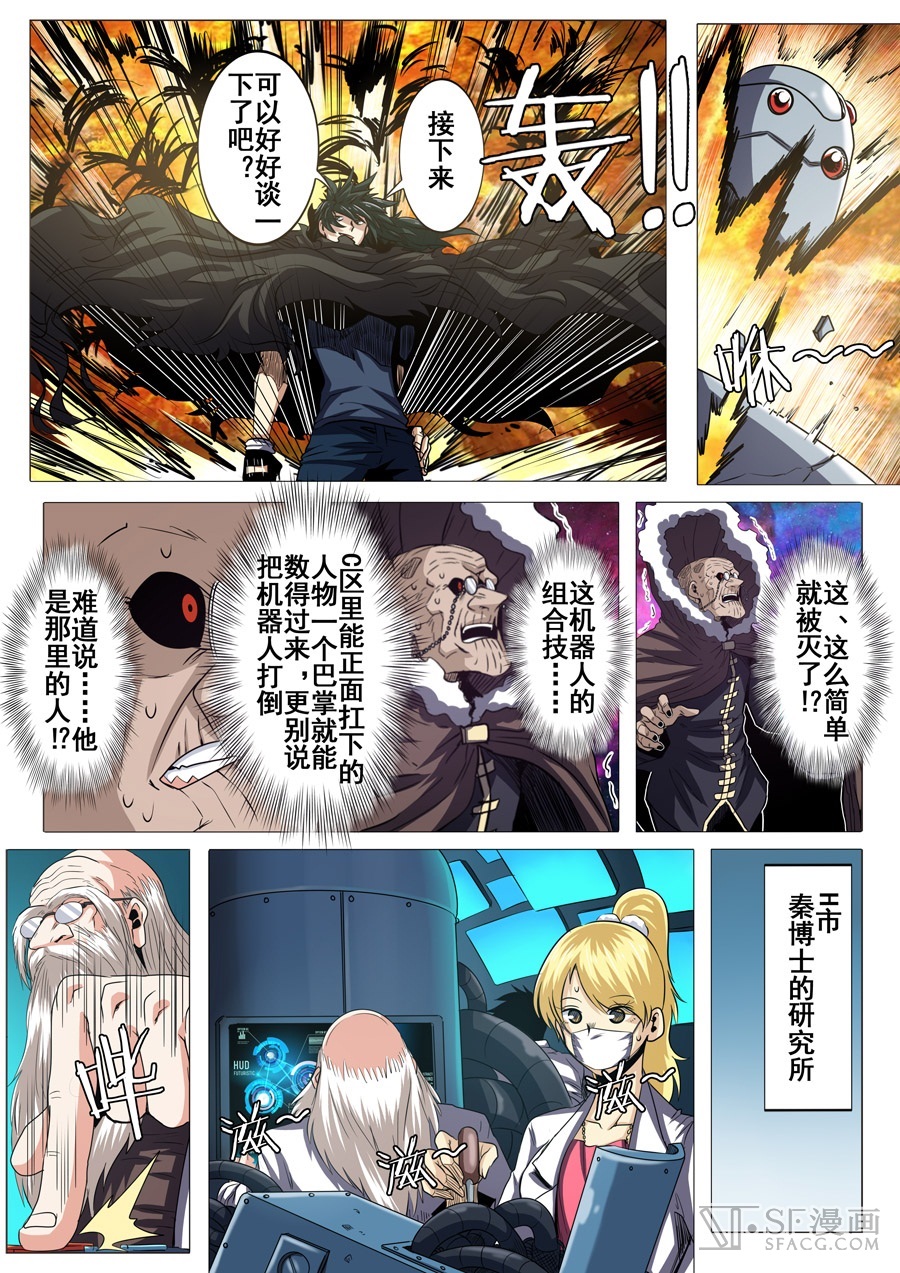 咻~~
轰!!
接下来
可以好好谈一
下了吧?
这、这么简单
就被灭了!?
这机器人的
组合技……
C区里能正面扛下的
人物一个巴掌就能
数得过来,更别说
把机器人打倒
难道说……他
是那里的人!?
H市
秦博士的研究所
滋~
滋~
滋~
HUD
FUTURISTIC
咩
SF漫画
SFACG.COM